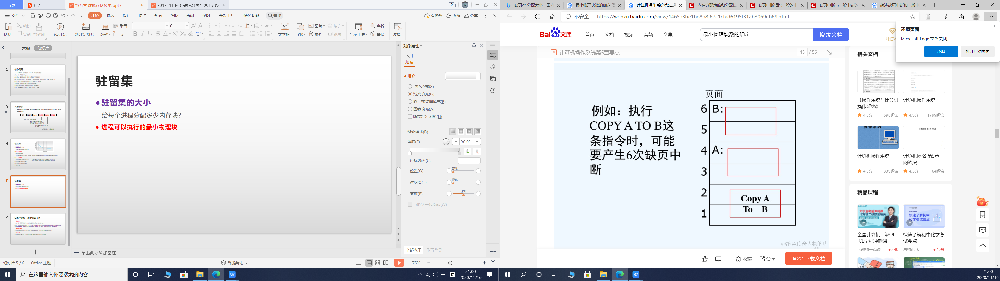 首页
稻壳
第五章 虚拟存储技术.pptx
20171113-16-请求分页与请求分段
文件
开始
插入
设计
切换
动画
放映
审阅
视图
开发工具
特色功能
查找
有修改
协作
分享
粘贴
剪切
复制
格式刷
当页开始
新建幻灯片
版式
重置
节
0
文本框
形状
图片
排列
填充
轮廓
演示工具
查找
替换
选择
大纲
幻灯片
2
核心问题
3
页表表头
4
驻留集
5
驻留集
6
缺页中断和一般中断的不同
驻留集
•驻留集的大小
给每个进程分配多少内存块？
• 进程可以执行的最小物理块
单击此处添加备注
对象属性
填充
填充
纯色填充(S)
渐变填充(G)
图片或纹理填充(P)
图案填充(A)
隐藏背景图形(H)
渐变样式(R)
角度(E)
90.0°
色标颜色(C)
位置(O)
0%
透明度(T)
0%
亮度(B)
0%
与形状一起旋转(W)
全部应用
重置背景
幻灯片 5 / 6
Office 主题
智能美化
75%
在这里输入你要搜索的内容
中
拼
21:00
2020/11/16
缺页率 分配大小 - 国内
最小物理块数的确定_百
计算机操作系统第5章要
内存分配策略和分配算
缺页中断相比一般的中
缺页中断与一般中断的
简述缺页中断和一般中
不安全
https://wenku.baidu.com/view/1465a3be1be8b8f67c1cfad6195f312b3069eb69.html
还原页面
Microsoft Edge 意外关闭。
还原
打开启动页面
Baidu文库
首页
文档
视频
音频
文集
最小物理块数的确定
搜索文档
开通V
计算机操作系统第5章要点
13 / 56
页面
例如：执行
COPY A TO B这
条指令时，可能
要产生6次缺页中
断
6
B:
5
4
A:
3
2
Copy A
1
To B
@绝色传奇人物的店
收藏
分享
￥22 下载文档
相关文档
《操作系统与计算机
操作系统》+
4.5分
598阅读
计算机操作系统
4.5分
1799阅读
操作系统
计算机操作系统
4.5分
339阅读
计算机网络 第5章
网络层
4.3分
64阅读
精品课程
大学生考前冲刺课
计算机二级快速通关
全国计算机二级OFF
ICE全程冲刺课
考教师一点通
￥240
快速了解初中
化学考试要点
快速了解初中化学考
试要点
京师讯飞
￥4.99
21:00
2020/11/16